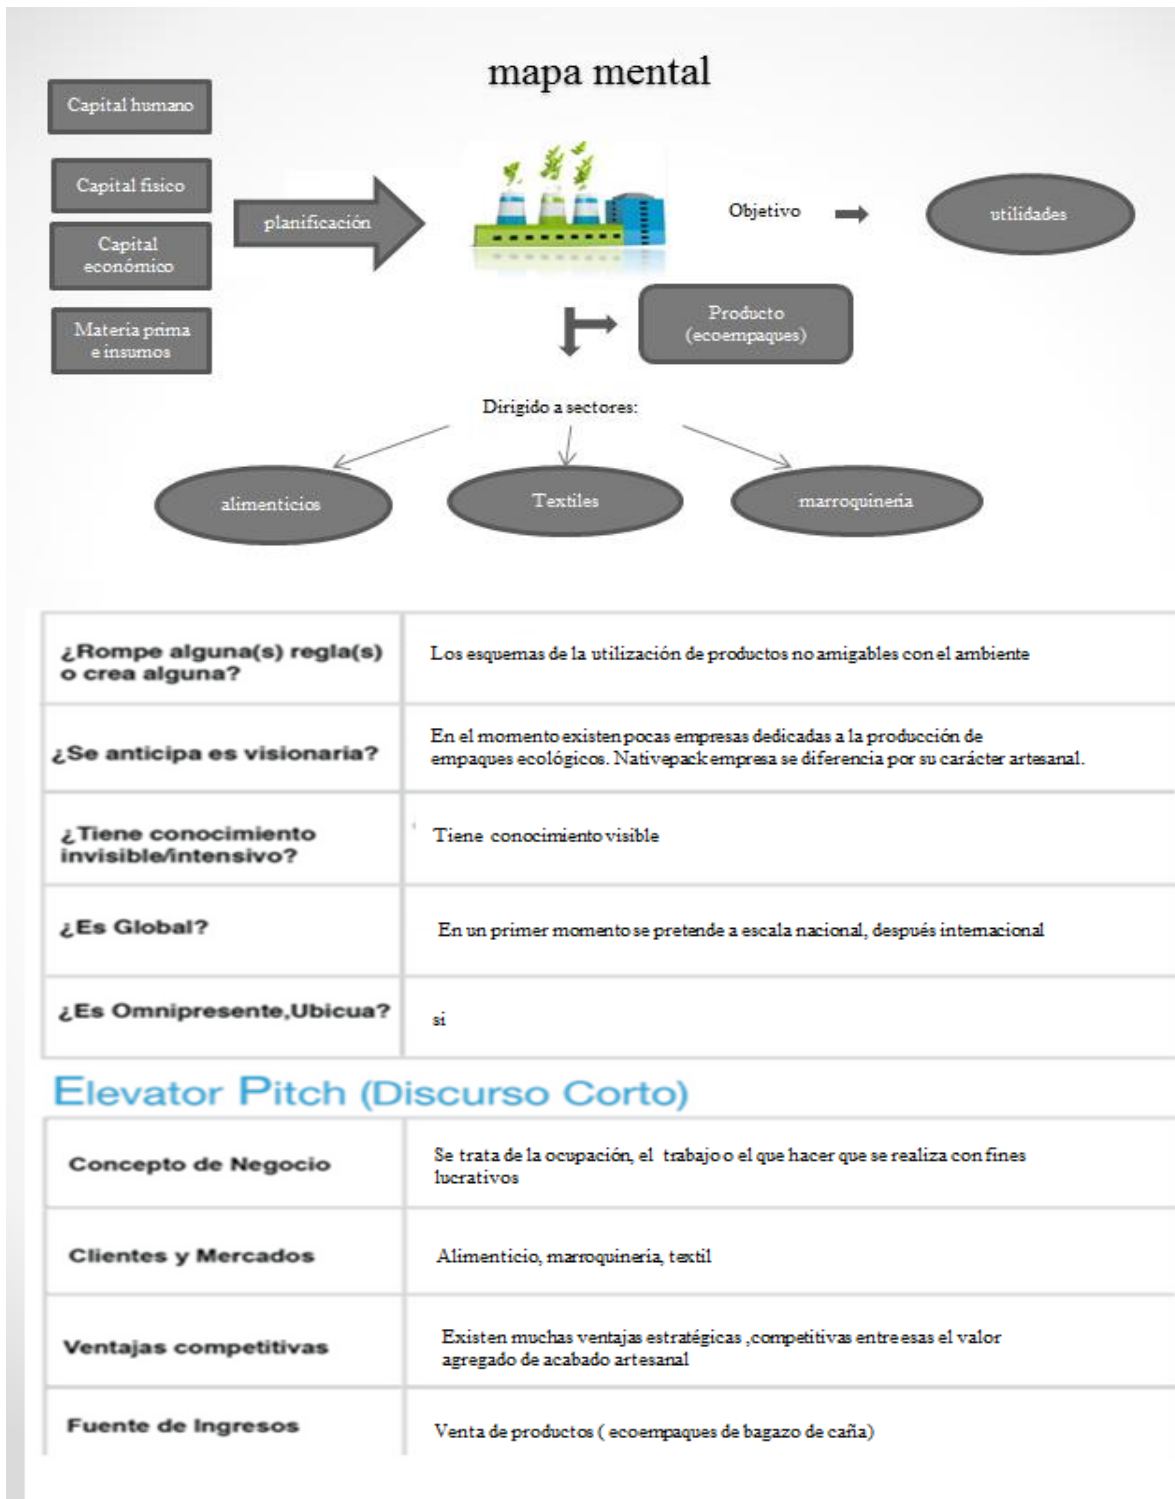 mapa mental
Capital humano
Capital fisico
Capital
económico
Materia prima
e insumos
planificación
Objetivo
utilidades
Producto
(ecoempaques)
Dirigido a sectores:
alimenticios
Textiles
marroquineria
¿Rompe alguna(s) regla(s)
o crea alguna?
Los esquemas de la utilización de productos no amigables con el ambiente
¿Se anticipa es visionaria?
En el momento existen pocas empresas dedicadas a la producción de
empaques ecológicos. Nativepack empresa se diferencia por su carácter artesanal.
¿Tiene conocimiento
invisible/intensivo?
Tiene conocimiento visible
¿Es Global?
En un primer momento se pretende a escala nacional, después internacional
¿Es Omnipresente,Ubicua?
si
Elevator Pitch (Discurso Corto)
Concepto de Negocio
Se trata de la ocupación, el trabajo o el que hacer que se realiza con fines
lucrativos
Clientes y Mercados
Alimenticio, marroquineria, textil
Ventajas competitivas
Existen muchas ventajas estratégicas ,competitivas entre esas el valor
agregado de acabado artesanal
Fuente de Ingresos
Venta de productos ( ecoempaques de bagazo de caña)